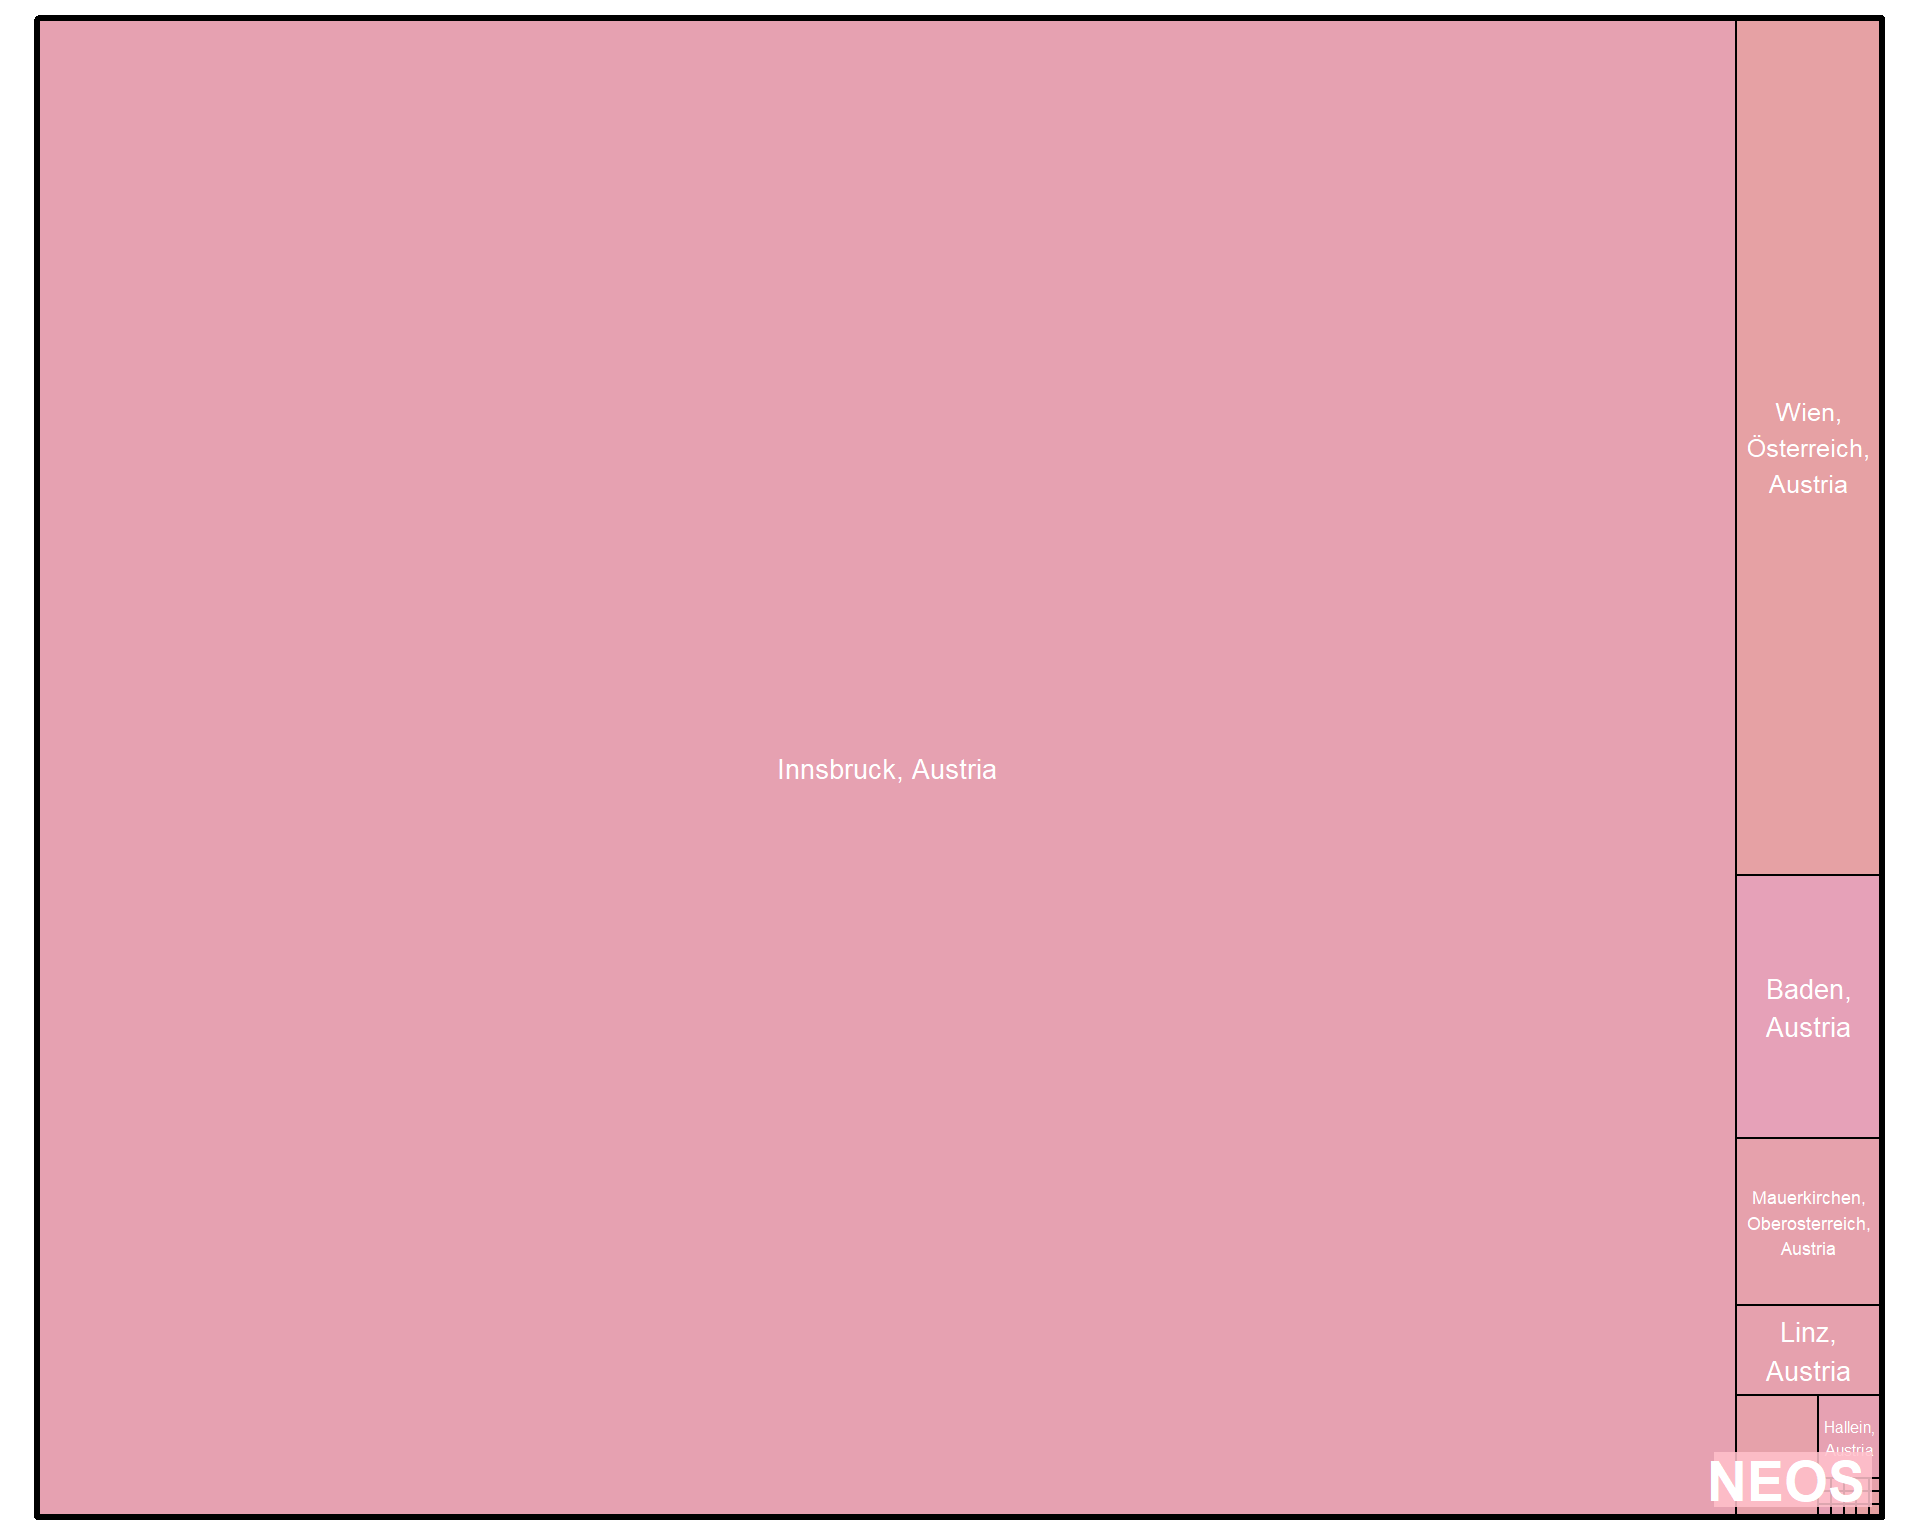 Innsbruck, Austria
Wien,
Österreich,
Austria
Baden,
Austria
Mauerkirchen,
Oberosterreich,
Austria
Linz,
Austria
Hallein,
Austria
NEOS